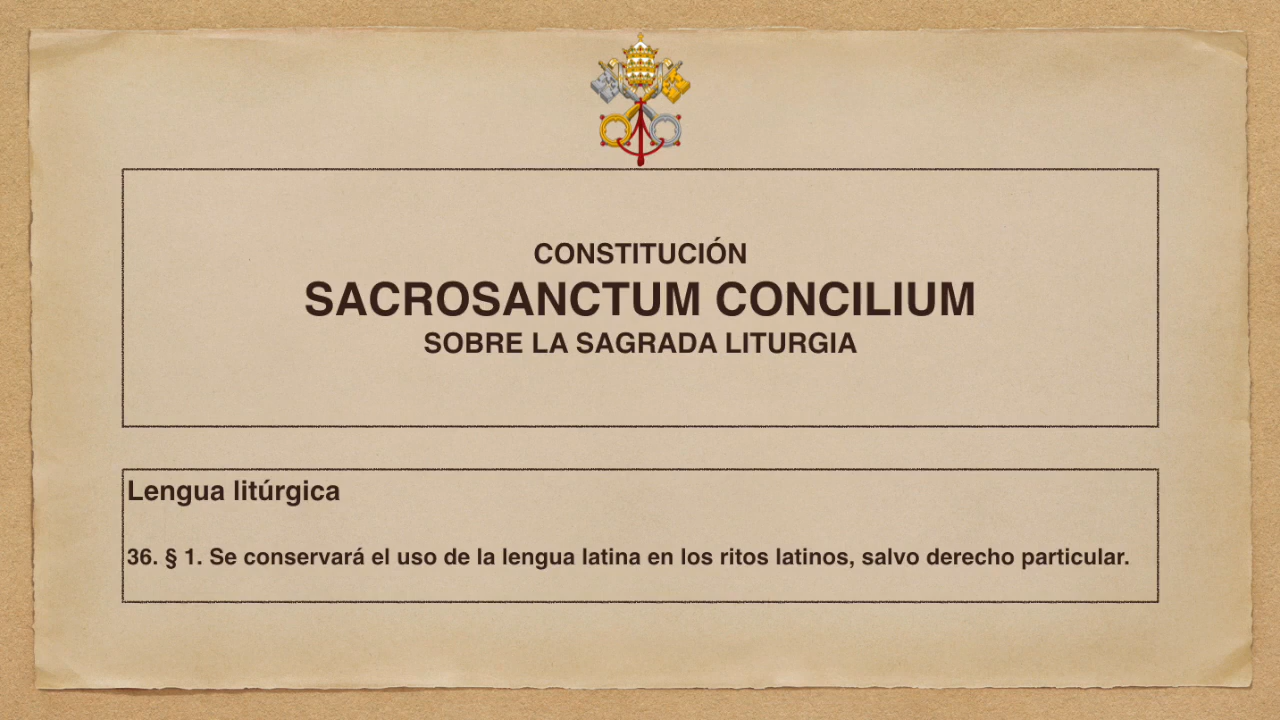 CONSTITUCIÓN
SACROSANCTUM CONCILIUM
SOBRE LA SAGRADA LITURGIA
Lengua litúrgica
36. § 1. Se conservará el uso de la lengua latina en los ritos latinos, salvo derecho particular.